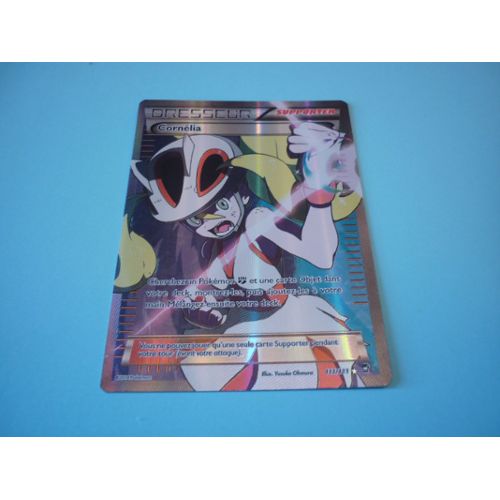 DRESSEUR SUPPORTER
Cornélia
Cherchez un Pokémon et une carte Objet dans
votre deck, montrez-les, puis ajoutez-les à votre
main. Mélangez ensuite votre deck.
Vous ne pouvez jouer qu'une seule carte Supporter pendant
votre tour (avant votre attaque).
Illus. Yusuke Ohmura 111/111